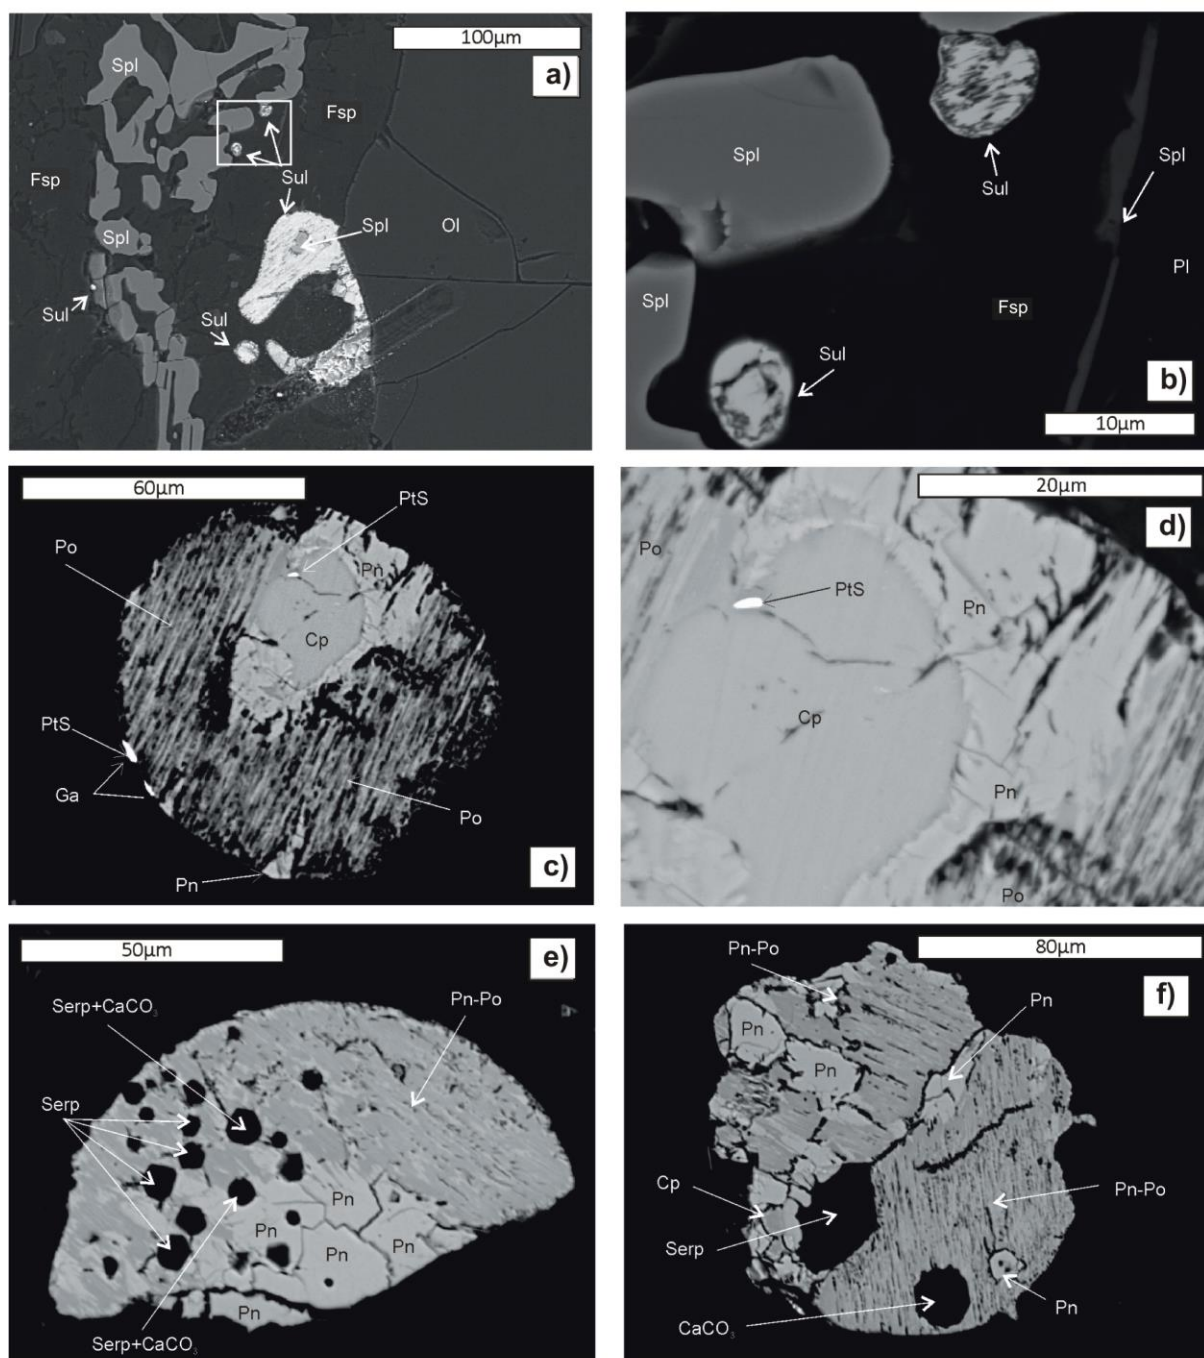 100µm
a)
Spl
Fsp
Fsp
Sul
Spl
Ol
Spl
Sul
Sul
b)
Spl
Sul
Spl
Pl
Spl
Fsp
Sul
10µm
60µm
PtS
Po
Pn
Cp
PtS
Ga
Po
Pn
c)
20µm
d)
Po
PtS
Pn
Cp
Pn
Po
50µm
e)
Serp+CaCO₃
Pn-Po
Serp
Pn
Pn
Pn
Pn
Pn
Serp+CaCO₃
80µm
Pn-Po
f)
Pn
Pn
Pn
Cp
Pn-Po
Serp
Pn
CaCO₃